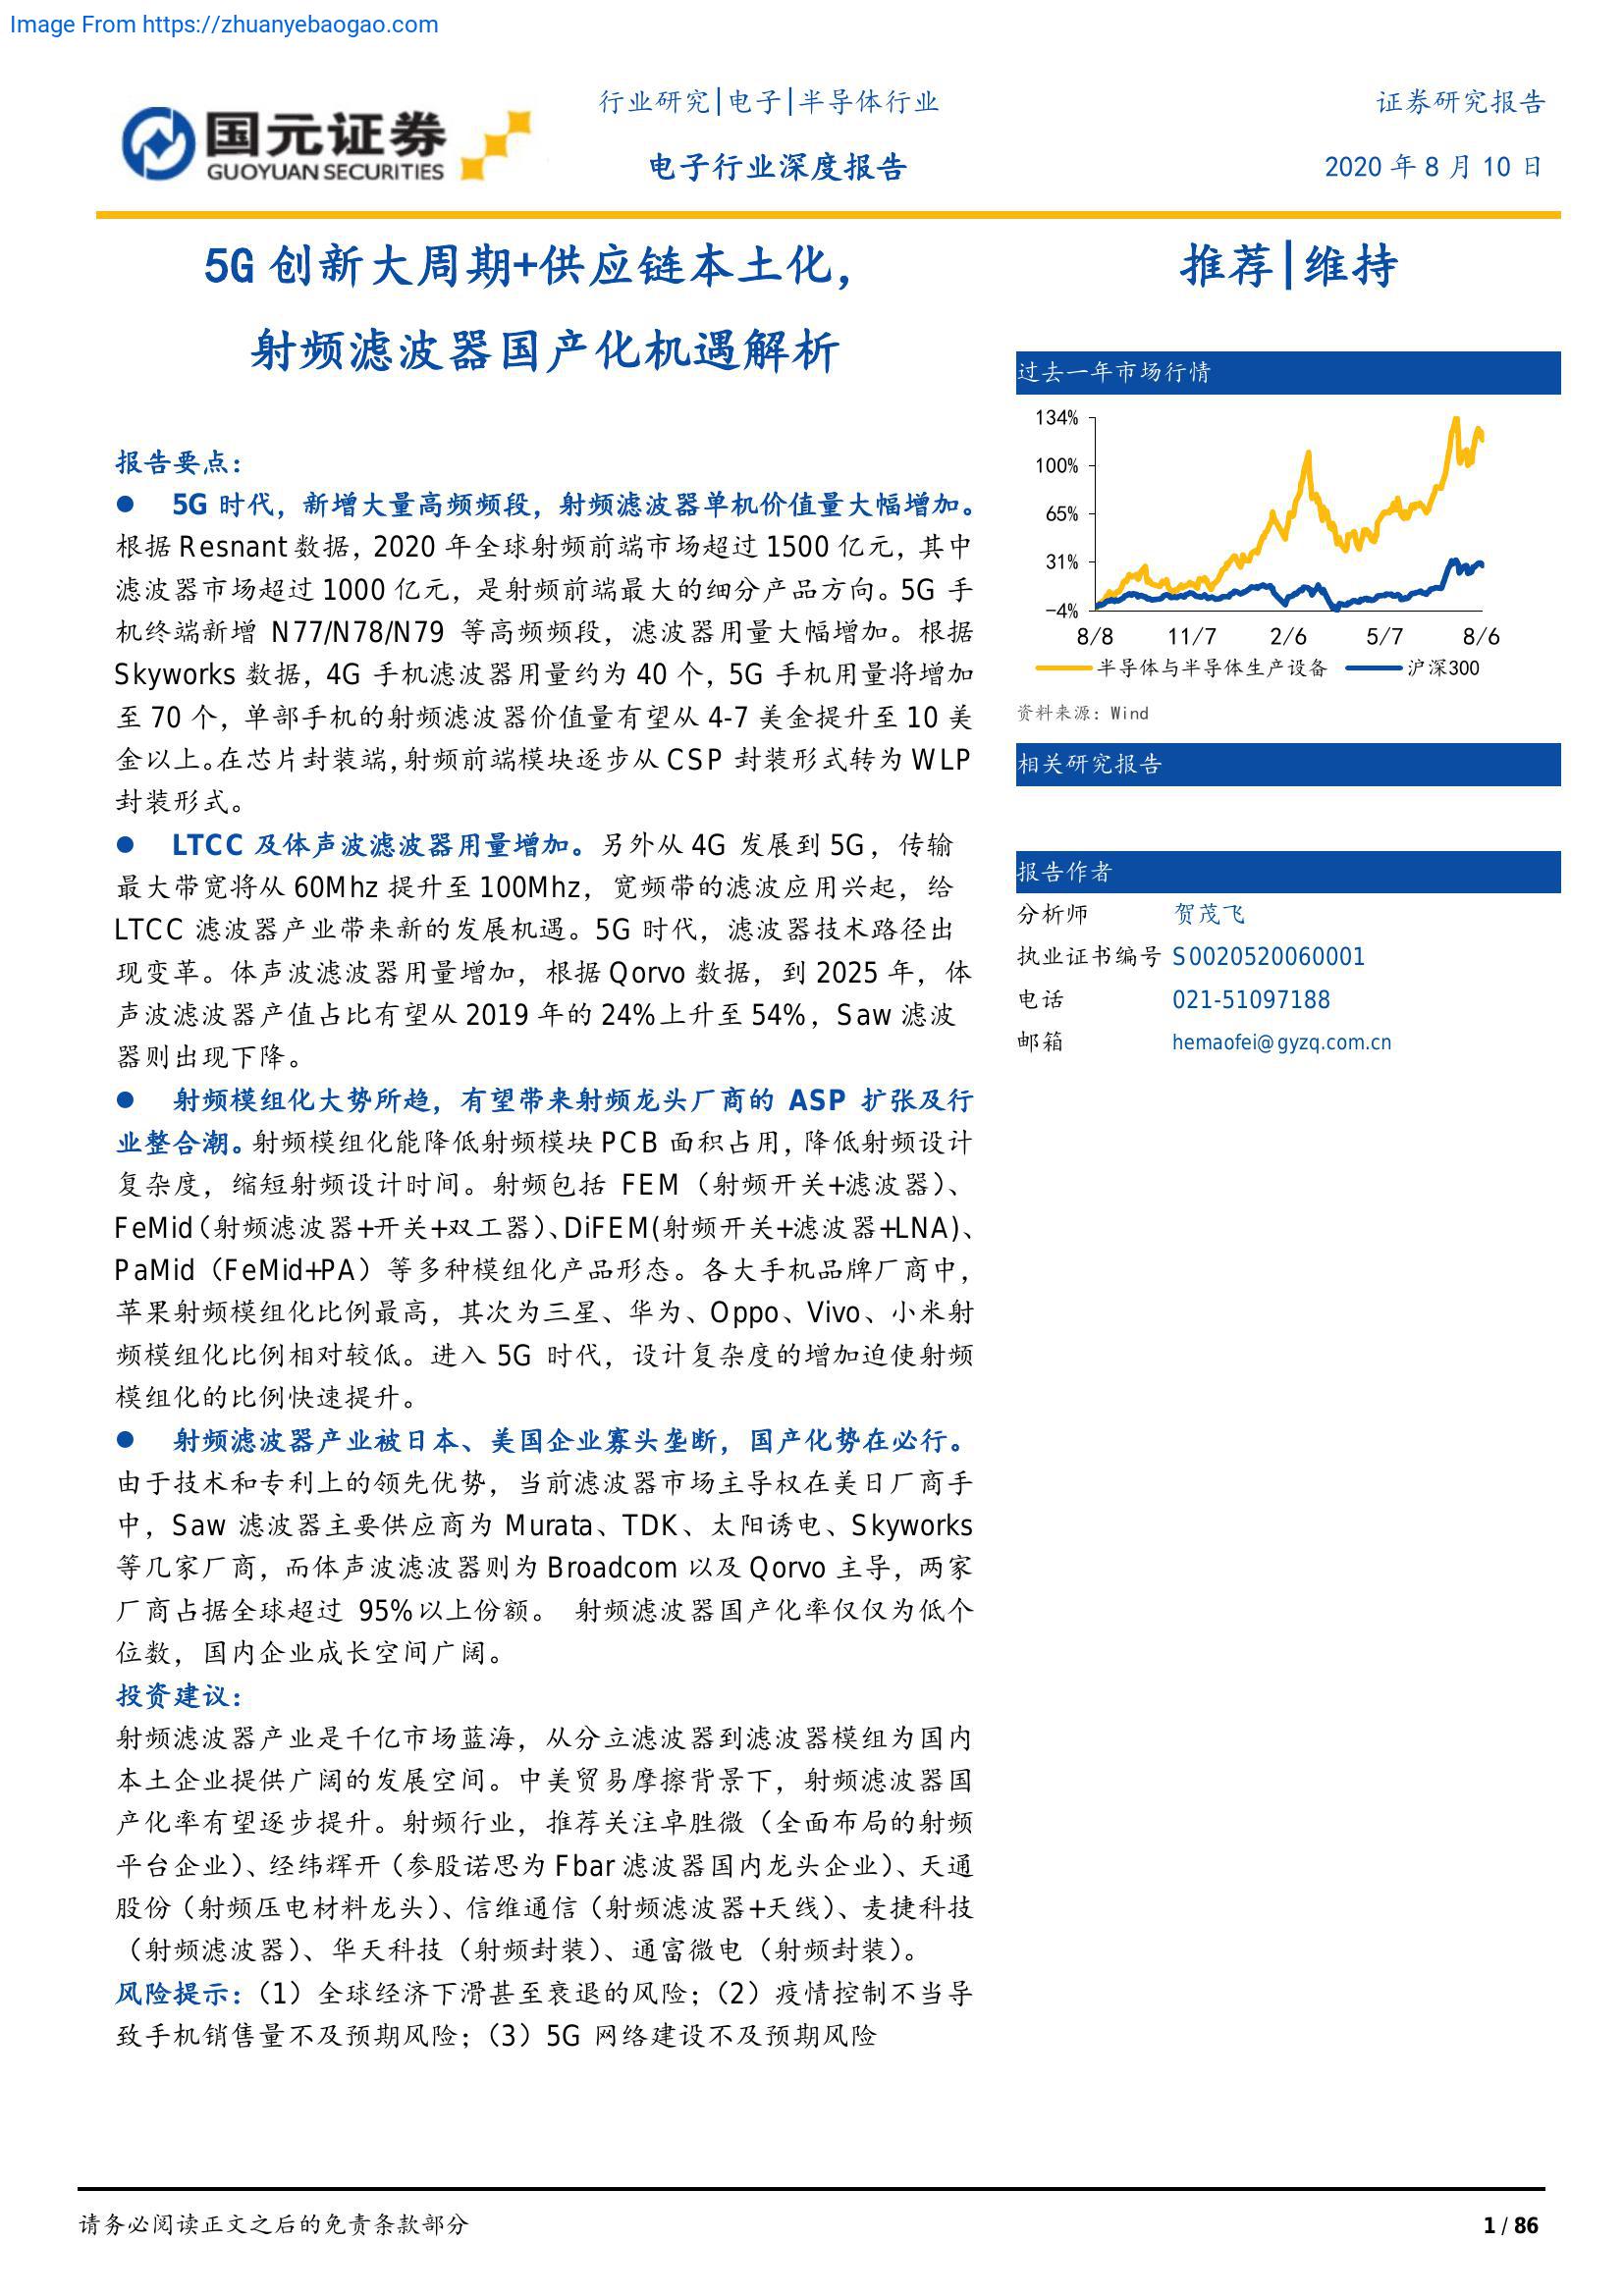 Image From https://zhuanyebaogao.com
国元证券
GUOYUAN SECURITIES
行业研究|电子|半导体行业
证券研究报告
电子行业深度报告
2020 年 8 月 10 日
5G 创新大周期+供应链本土化，
射频滤波器国产化机遇解析
报告要点：
● 5G 时代，新增大量高频频段，射频滤波器单机价值量大幅增加。
根据 Resnant 数据，2020 年全球射频前端市场超过 1500 亿元，其中
滤波器市场超过 1000 亿元，是射频前端最大的细分产品方向。5G 手
机终端新增 N77/N78/N79 等高频频段，滤波器用量大幅增加。根据
Skyworks 数据，4G 手机滤波器用量约为 40 个，5G 手机用量将增加
至 70 个，单部手机的射频滤波器价值量有望从 4-7 美金提升至 10 美
金以上。在芯片封装端，射频前端模块逐步从 CSP 封装形式转为 WLP
封装形式。
● LTCC 及体声波滤波器用量增加。另外从 4G 发展到 5G，传输
最大带宽将从 60Mhz 提升至 100Mhz，宽频带的滤波应用兴起，给
LTCC 滤波器产业带来新的发展机遇。5G 时代，滤波器技术路径出
现变革。体声波滤波器用量增加，根据 Qorvo 数据，到 2025 年，体
声波滤波器产值占比有望从 2019 年的 24%上升至 54%，Saw 滤波
器则出现下降。
● 射频模组化大势所趋，有望带来射频龙头厂商的 ASP 扩张及行
业整合潮。射频模组化能降低射频模块 PCB 面积占用，降低射频设计
复杂度，缩短射频设计时间。射频包括 FEM（射频开关+滤波器）、
FeMid（射频滤波器+开关+双工器）、DiFEM(射频开关+滤波器+LNA)、
PaMid（FeMid+PA）等多种模组化产品形态。各大手机品牌厂商中，
苹果射频模组化比例最高，其次为三星、华为、Oppo、Vivo、小米射
频模组化比例相对较低。进入 5G 时代，设计复杂度的增加迫使射频
模组化的比例快速提升。
● 射频滤波器产业被日本、美国企业寡头垄断，国产化势在必行。
由于技术和专利上的领先优势，当前滤波器市场主导权在美日厂商手
中，Saw 滤波器主要供应商为 Murata、TDK、太阳诱电、Skyworks
等几家厂商，而体声波滤波器则为 Broadcom 以及 Qorvo 主导，两家
厂商占据全球超过 95%以上份额。 射频滤波器国产化率仅仅为低个
位数，国内企业成长空间广阔。
投资建议：
射频滤波器产业是千亿市场蓝海，从分立滤波器到滤波器模组为国内
本土企业提供广阔的发展空间。中美贸易摩擦背景下，射频滤波器国
产化率有望逐步提升。射频行业，推荐关注卓胜微（全面布局的射频
平台企业）、经纬辉开（参股诺思为 Fbar 滤波器国内龙头企业）、天通
股份（射频压电材料龙头）、信维通信（射频滤波器+天线）、麦捷科技
（射频滤波器）、华天科技（射频封装）、通富微电（射频封装）。
风险提示：（1）全球经济下滑甚至衰退的风险；（2）疫情控制不当导
致手机销售量不及预期风险；（3）5G 网络建设不及预期风险
推荐|维持
过去一年市场行情
134%
100%
65%
31%
-4%
8/8 11/7 2/6 5/7 8/6
半导体与半导体生产设备 沪深300
资料来源：Wind
相关研究报告
报告作者
分析师 贺茂飞
执业证书编号 S0020520060001
电话 021-51097188
邮箱 hemaofei@gyzq.com.cn
请务必阅读正文之后的免责条款部分
1 / 86